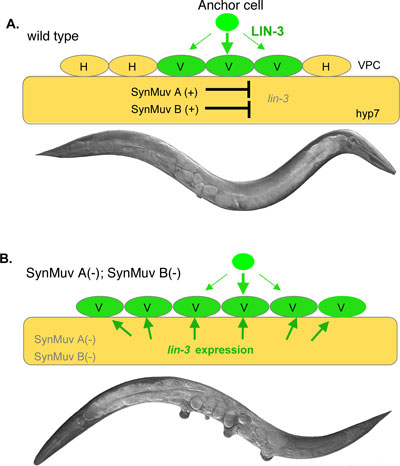 Anchor cell
A.
wild type
LIN-3
H H V V V H VPC
SynMuv A (+)
lin-3
SynMuv B (+)
hyp7
B.
SynMuv A(-); SynMuv B(-)
V V V V V V
SynMuv A(-)
lin-3 expression
SynMuv B(-)